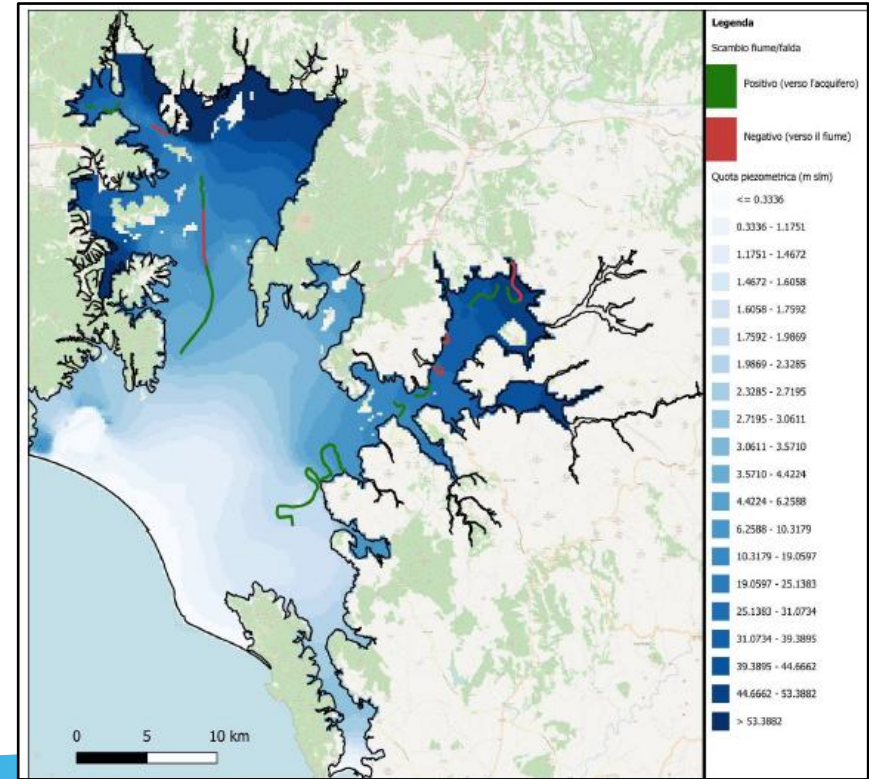 Legenda
Scambio fiume/falda
Positivo (verso l'acquifero)
Negativo (verso il fiume)
Quota piezometrica (m slm)
<= 0.3336
0.3336 - 1.1751
1.1751 - 1.4672
1.4672 - 1.6058
1.6058 - 1.7592
1.7592 - 1.9869
1.9869 - 2.3285
2.3285 - 2.7195
2.7195 - 3.0611
3.0611 - 3.5710
3.5710 - 4.4224
4.4224 - 6.2588
6.2588 - 10.3179
10.3179 - 19.0597
19.0597 - 25.1383
25.1383 - 31.0734
31.0734 - 39.3895
39.3895 - 44.6662
44.6662 - 53.3882
> 53.3882
0 5 10 km